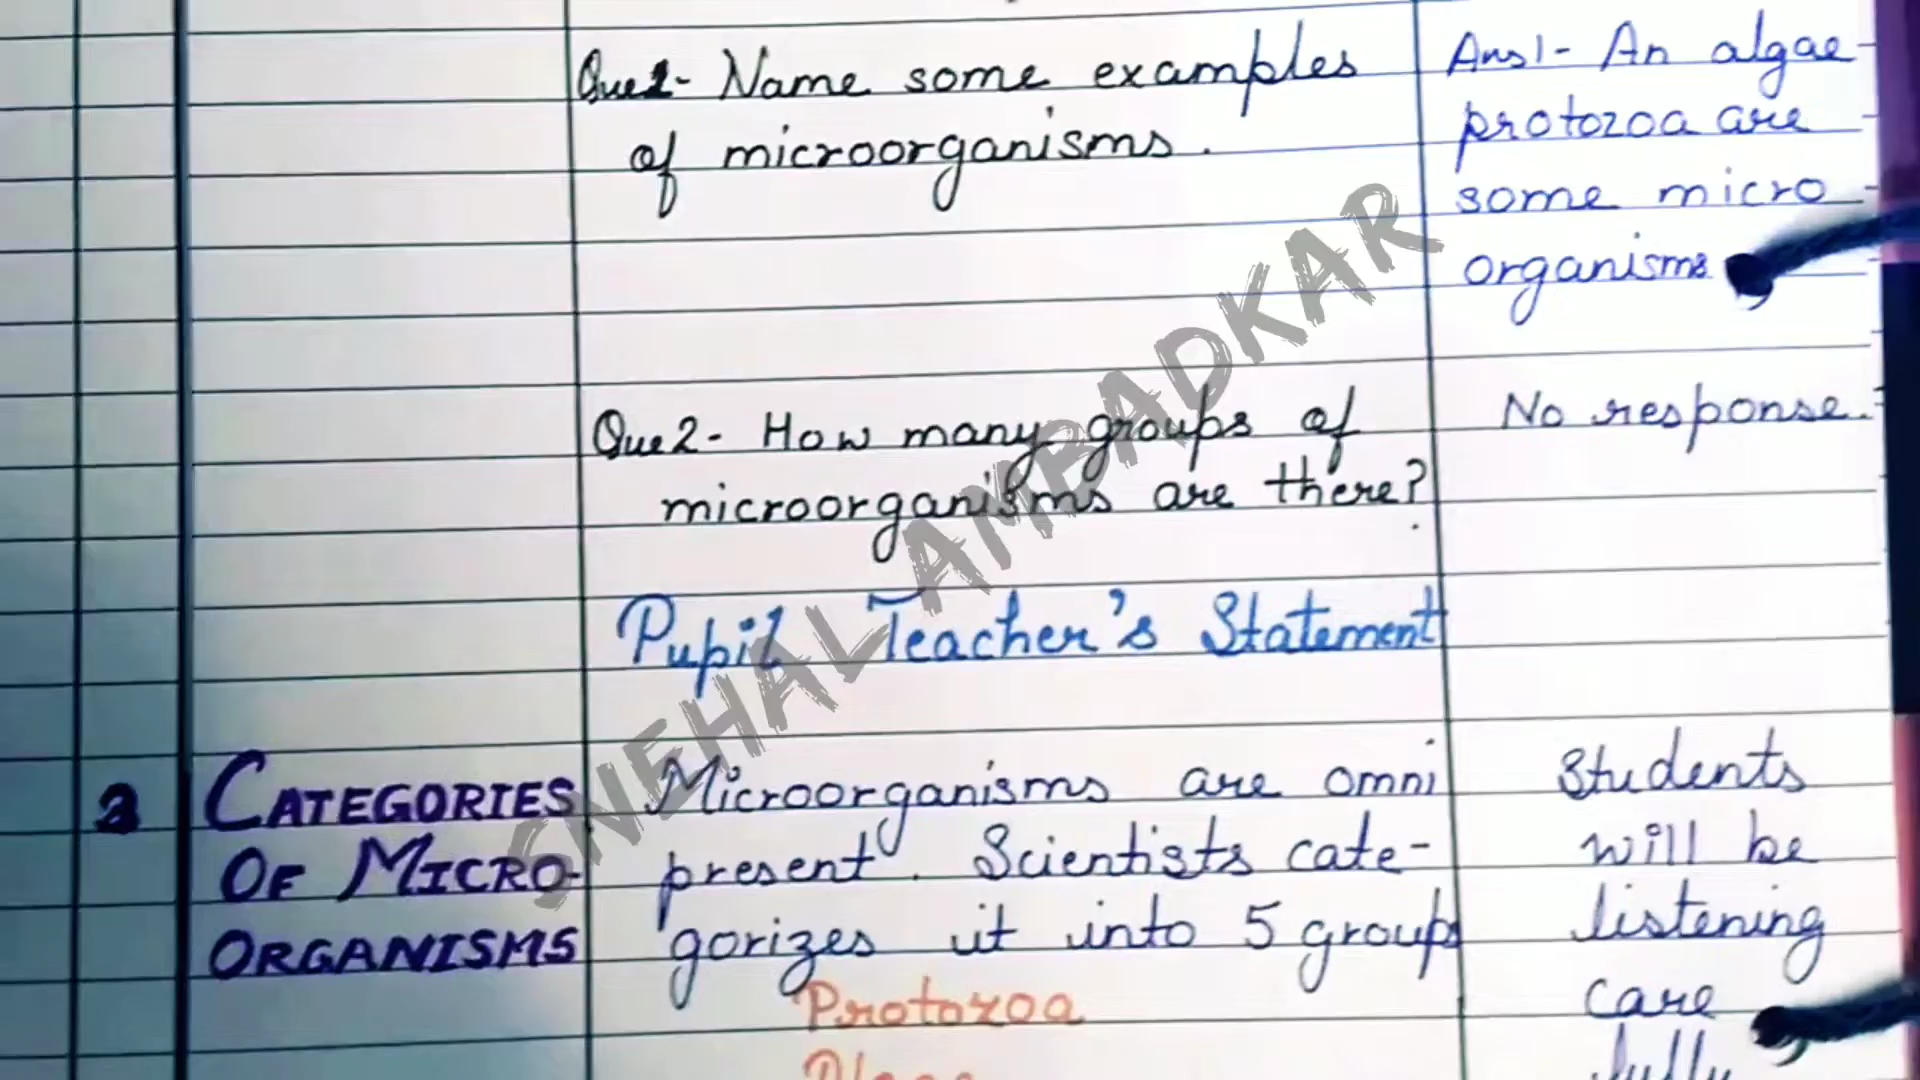 Que1- Name some examples
of microorganisms.
Ans1- An algae
protozoa are
some micro
organisms
Que2- How many groups of
microorganisms are there?
No response.
Pupil Teacher's Statement
CATEGORIES
OF MICRO-
ORGANISMS
Microorganisms are omni
present. Scientists cate-
gorizes it into 5 groups
Protozoa
Students
will be
listening
care
fully
SNEHAL AMBADKAR